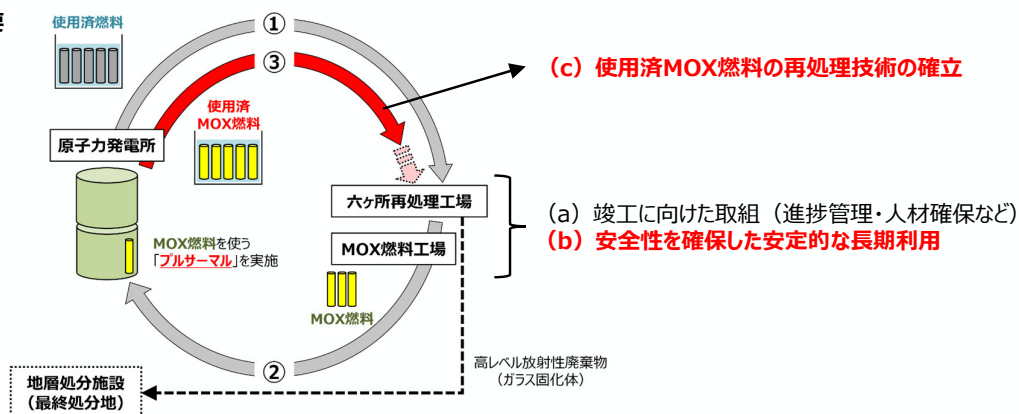 要
使用済燃料
①
③
(c) 使用済MOX燃料の再処理技術の確立
使用済
MOX燃料
原子力発電所
六ヶ所再処理工場
(a) 竣工に向けた取組（進捗管理・人材確保など）
(b) 安全性を確保した安定的な長期利用
MOX燃料工場
MOX燃料を使う
「プルサーマル」を実施
MOX燃料
②
高レベル放射性廃棄物
（ガラス固化体）
地層処分施設
（最終処分地）